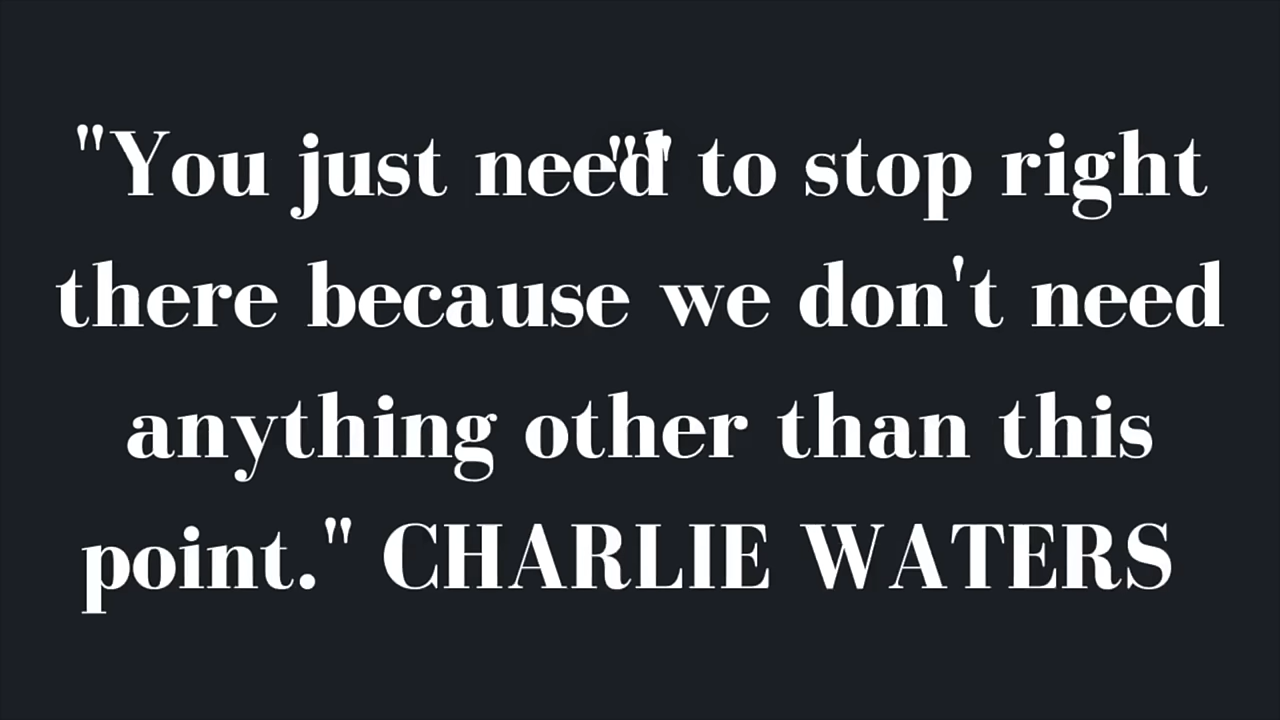 "You just need to stop right
there because we don't need
anything other than this
point." CHARLIE WATERS